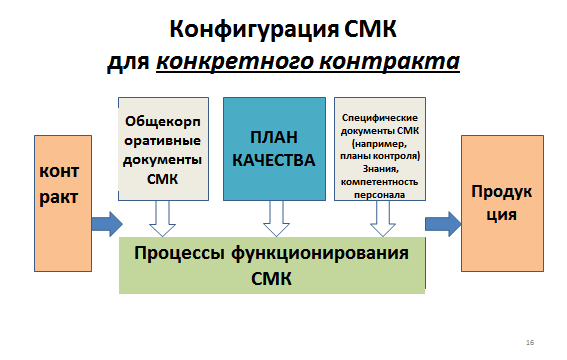 Конфигурация СМК
для конкретного контракта
конт
ракт
Общекорп
оративные
документы
СМК
ПЛАН
КАЧЕСТВА
Специфические
документы СМК
(например,
планы контроля)
Знания,
компетентность
персонала
Процессы функционирования
СМК
Продук
ция
16